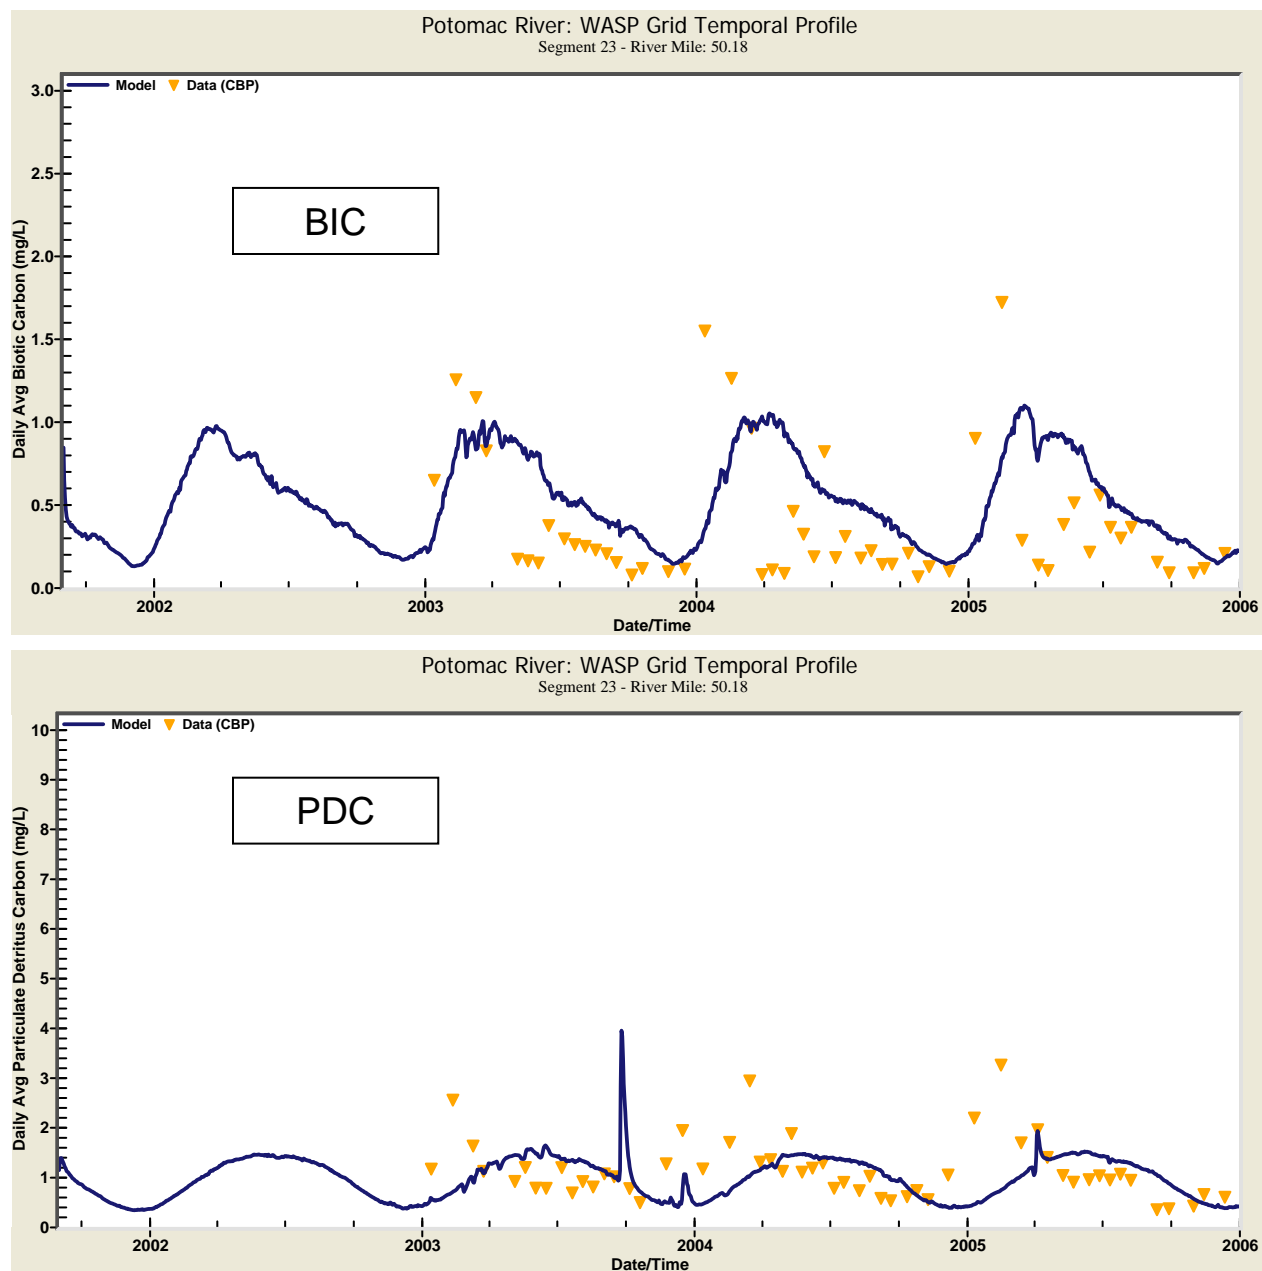 Potomac River: WASP Grid Temporal Profile
Segment 23 - River Mile: 50.18
Model Data (CBP)
BIC
Daily Avg Biotic Carbon (mg/L)
3.0
2.5
2.0
1.5
1.0
0.5
0.0
2002 2003 2004 2005 2006
Date/Time
Potomac River: WASP Grid Temporal Profile
Segment 23 - River Mile: 50.18
Model Data (CBP)
PDC
Daily Avg Particulate Detritus Carbon (mg/L)
10
9
8
7
6
5
4
3
2
1
0
2002 2003 2004 2005 2006
Date/Time